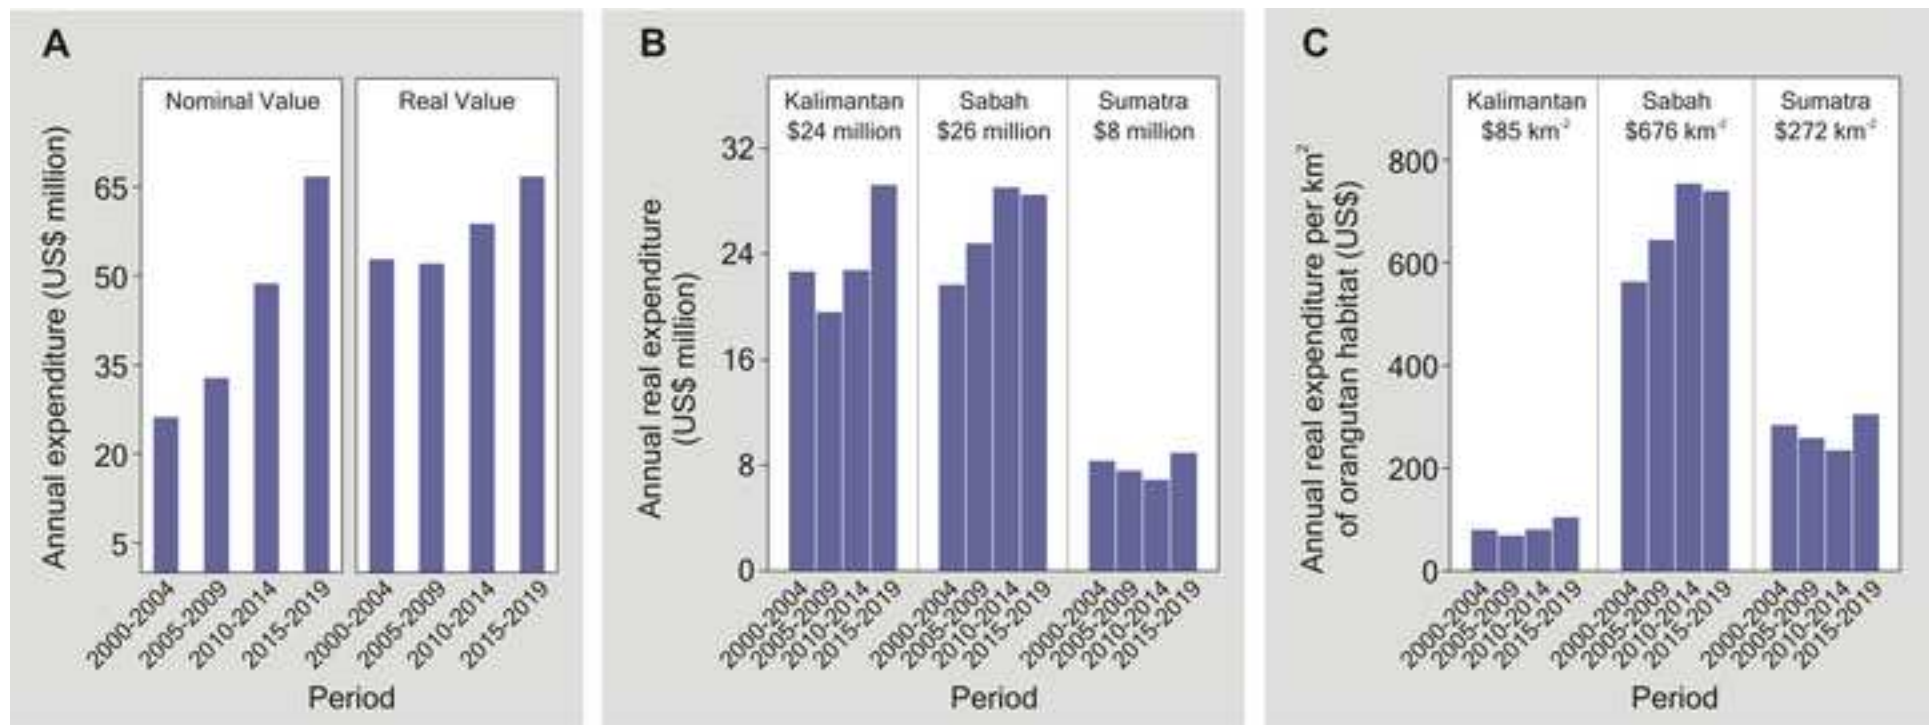 A
Nominal Value
Real Value
Annual expenditure (US$ million)
65
50
35
20
5
2000-2004
2005-2009
2010-2014
2015-2019
2000-2004
2005-2009
2010-2014
2015-2019
Period
B
Kalimantan
$24 million
Sabah
$26 million
Sumatra
$8 million
Annual real expenditure
(US$ million)
32
24
16
8
0
2000-2004
2005-2009
2010-2014
2015-2019
2000-2004
2005-2009
2010-2014
2015-2019
2000-2004
2005-2009
2010-2014
2015-2019
Period
C
Kalimantan
$85 km⁻²
Sabah
$676 km⁻²
Sumatra
$272 km⁻²
Annual real expenditure per km²
of orangutan habitat (US$)
800
600
400
200
0
2000-2004
2005-2009
2010-2014
2015-2019
2000-2004
2005-2009
2010-2014
2015-2019
2000-2004
2005-2009
2010-2014
2015-2019
Period